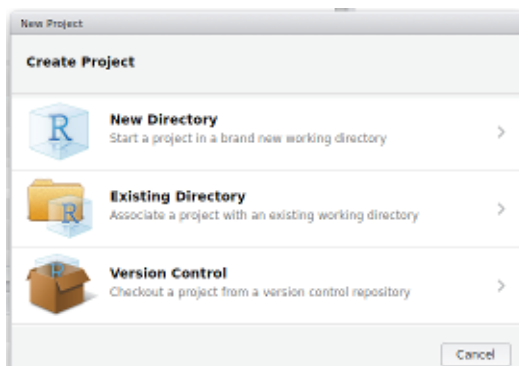 New Project
Create Project
R
New Directory
Start a project in a brand new working directory
R
Existing Directory
Associate a project with an existing working directory
R
Version Control
Checkout a project from a version control repository
Cancel